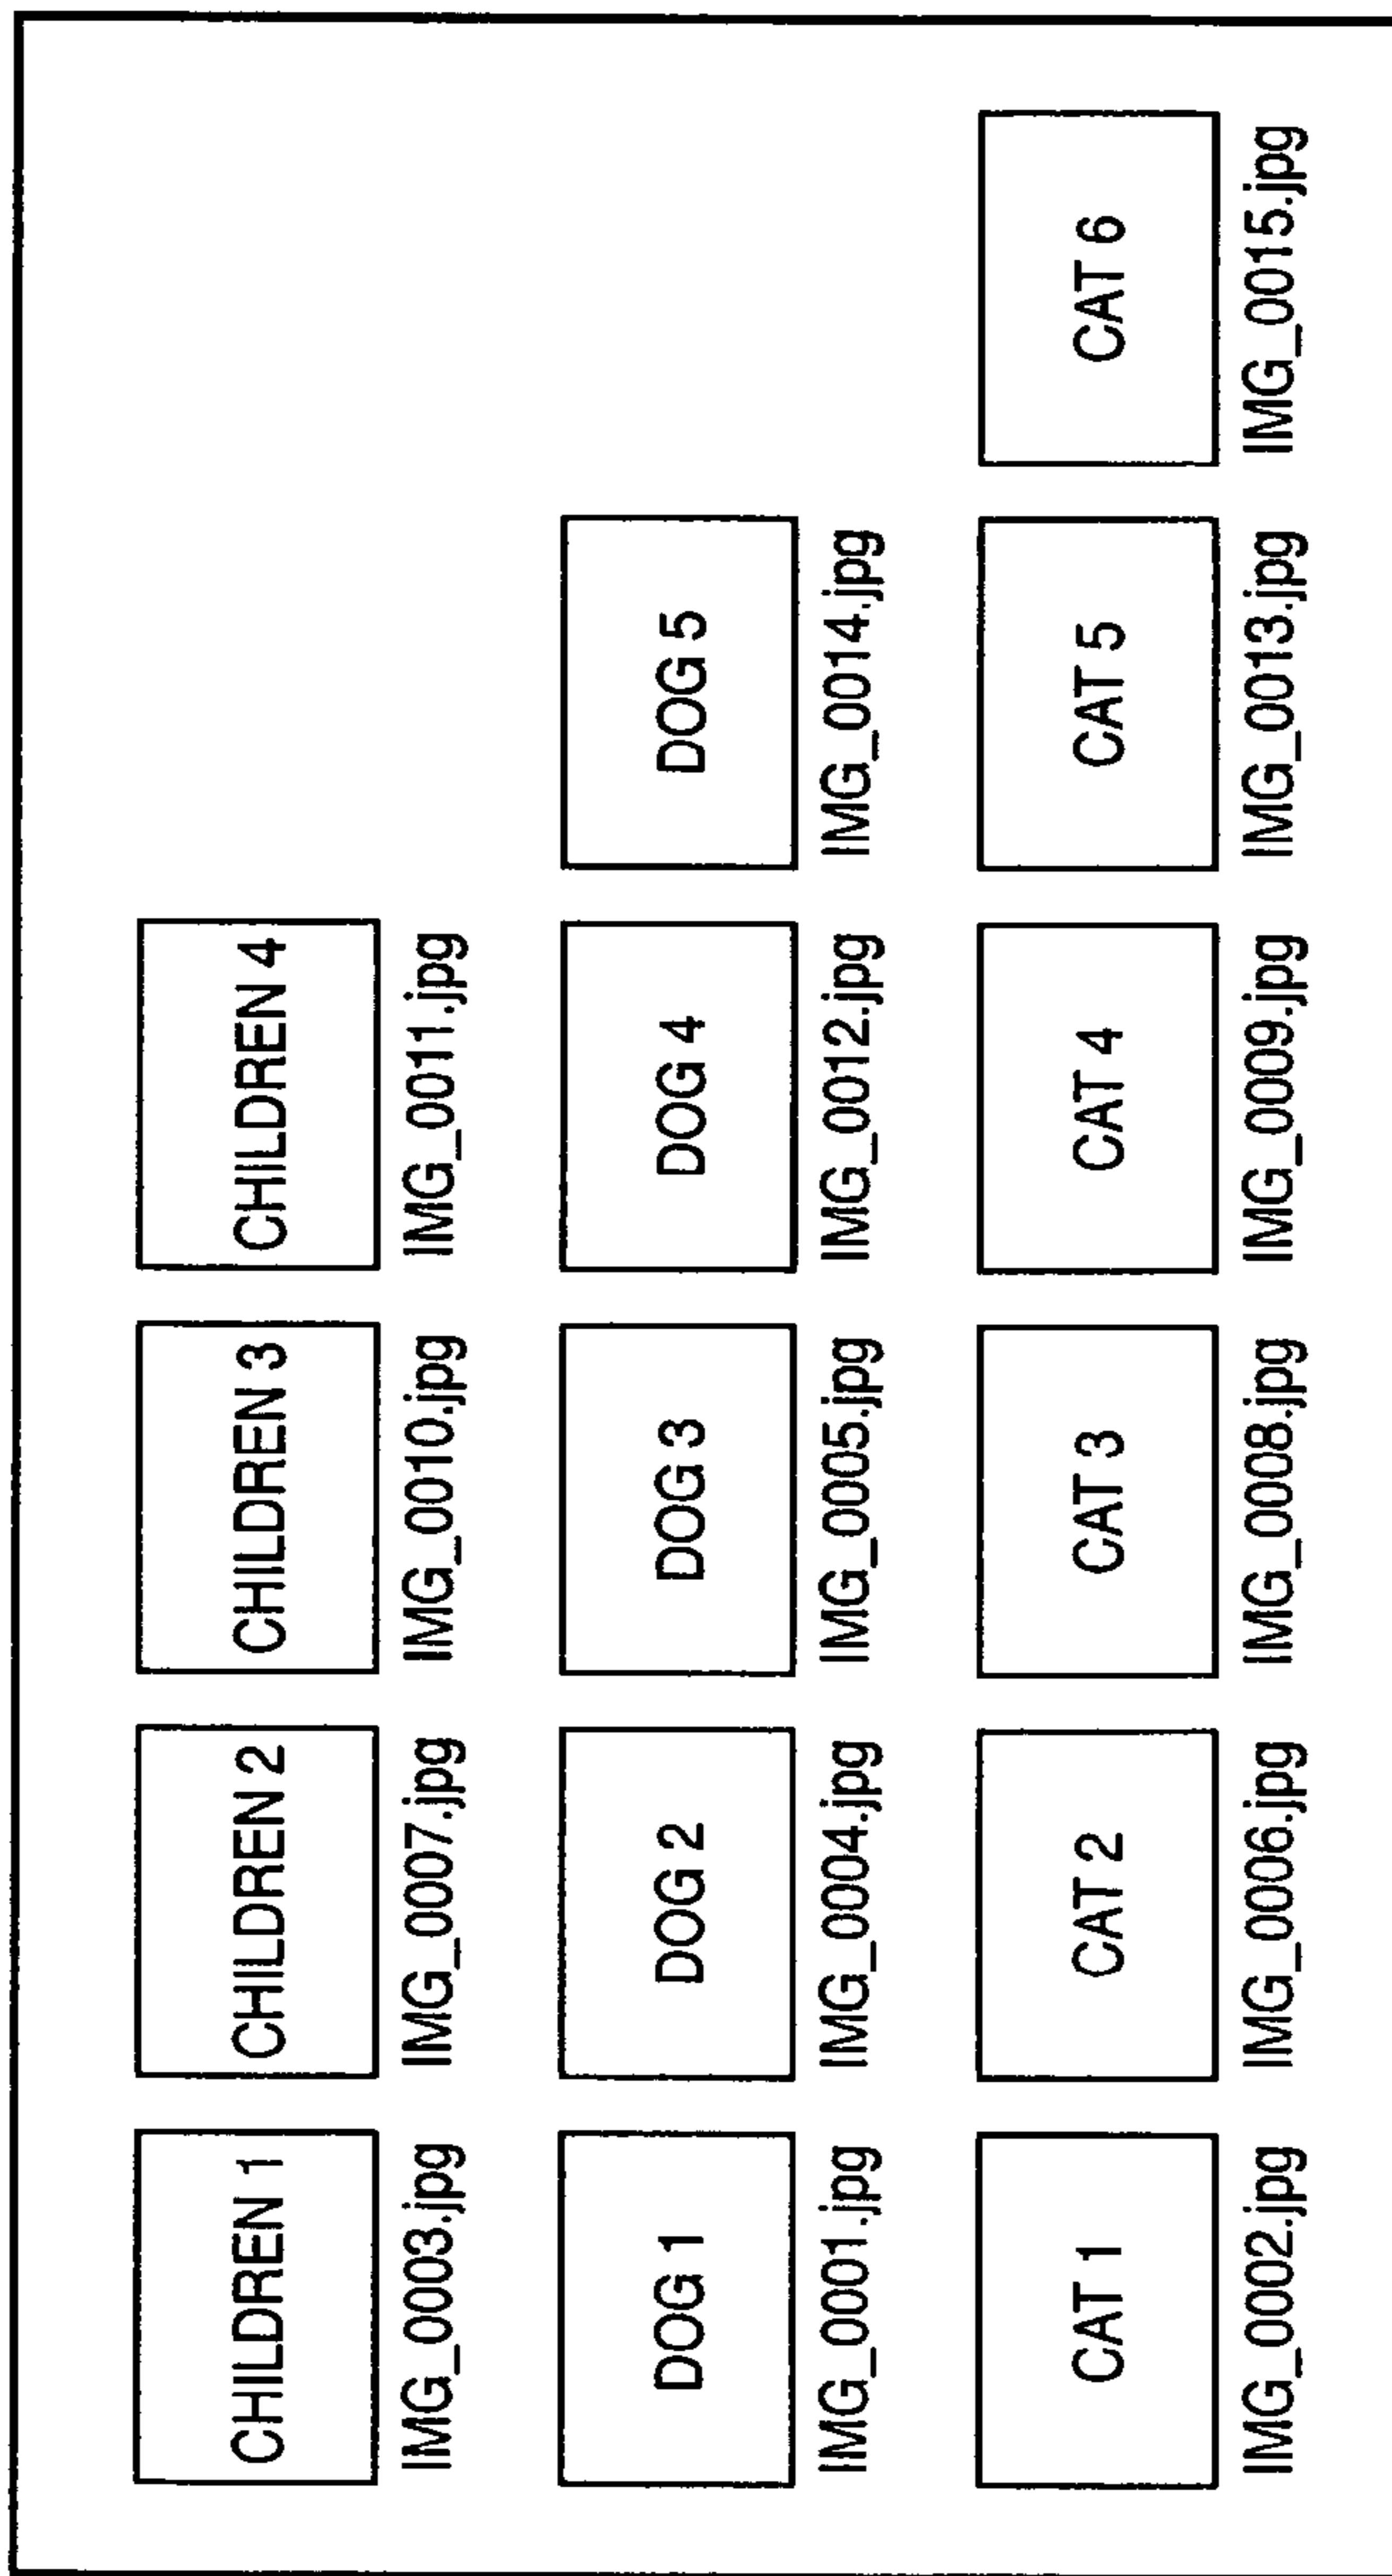 CHILDREN 1 CHILDREN 2 CHILDREN 3 CHILDREN 4
IMG_0003.jpg IMG_0007.jpg IMG_0010.jpg IMG_0011.jpg
DOG 1 DOG 2 DOG 3 DOG 4 DOG 5
IMG_0001.jpg IMG_0004.jpg IMG_0005.jpg IMG_0012.jpg IMG_0014.jpg
CAT 1 CAT 2 CAT 3 CAT 4 CAT 5 CAT 6
IMG_0002.jpg IMG_0006.jpg IMG_0008.jpg IMG_0009.jpg IMG_0013.jpg IMG_0015.jpg